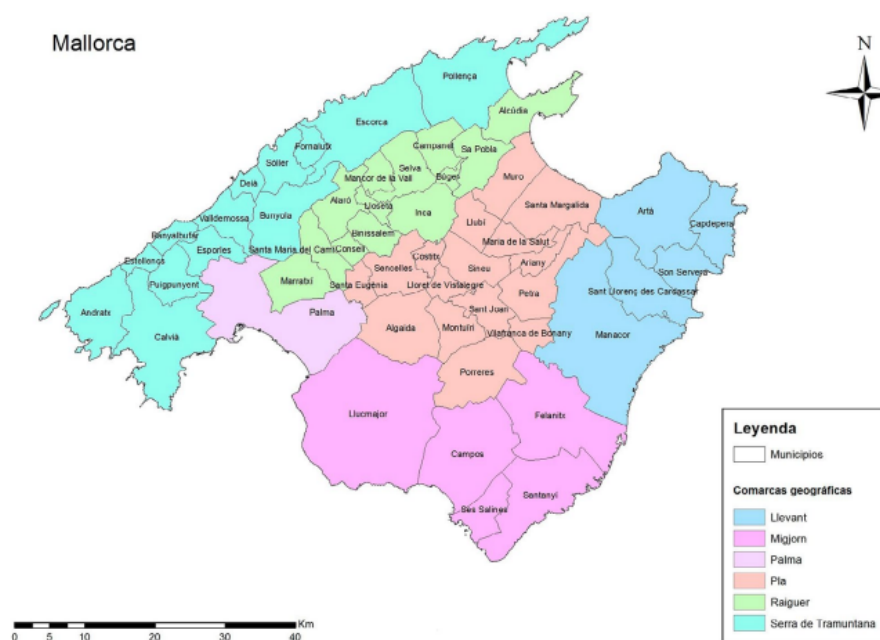 Mallorca
N
Pollença
Alcúdia
Escorca
Fornalutx
Campanet
Sa Pobla
Sóller
Selva
Búger
Muro
Mancor de la Vall
Deià
Alaró
Lloseta
Inca
Santa Margalida
Artà
Valldemossa
Bunyola
Llubí
Capdepera
Banyalbufar
Binissalem
Maria de la Salut
Esporles
Santa Maria del Camí
Consell
Costitx
Estellencs
Sencelles
Sineu
Ariany
Son Servera
Puigpunyent
Marratxí
Santa Eugènia
Lloret de Vistalegre
Petra
Sant Llorenç des Cardassar
Andratx
Palma
Sant Joan
Algaida
Montuïri
Vilafranca de Bonany
Manacor
Calvià
Porreres
Llucmajor
Felanitx
Campos
Santanyí
Ses Salines
Leyenda
Municipios
Comarcas geográficas
Llevant
Migjorn
Palma
Pla
Raiguer
Serra de Tramuntana
Km
0 5 10 20 30 40